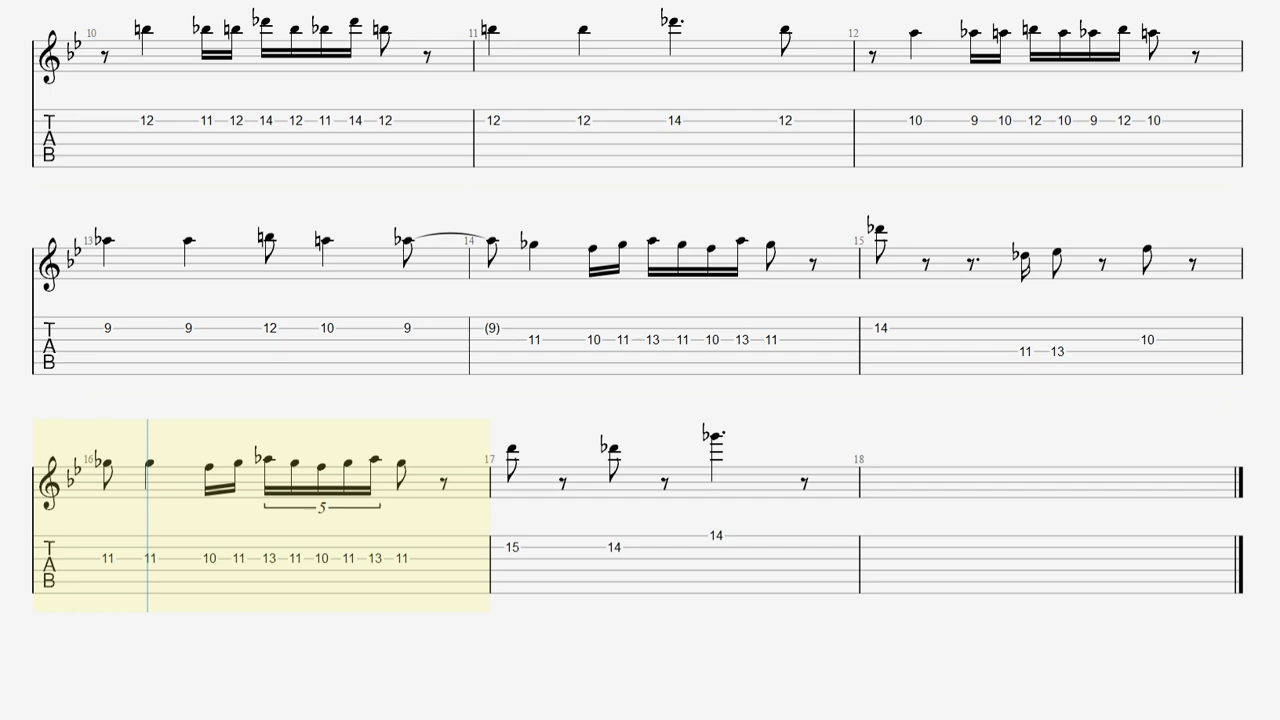 10 11 12
T 12 11 12 14 12 11 14 12 12 12 14 12 10 9 10 12 10 9 12 10
A
B
13 14 15
T 9 9 12 10 9 (9) 14
A 11 10 11 13 11 10 13 11 10
11 13
B
16 17 18
5
14
T 15 14
A 11 11 10 11 13 11 10 11 13 11
B